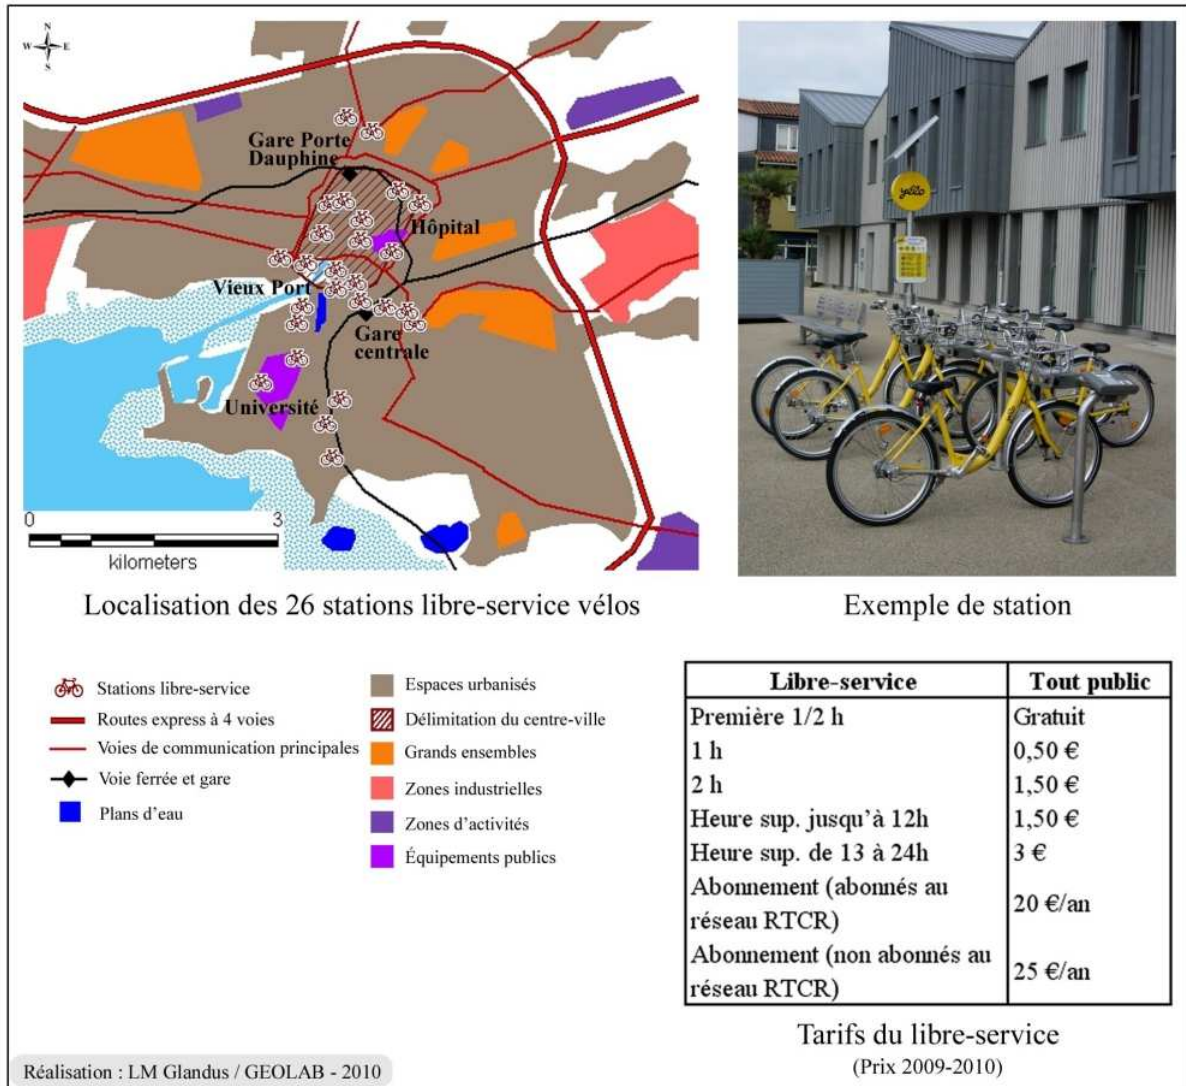 N
W E
S
Gare Porte
Dauphine
Hôpital
Vieux Port
Gare
centrale
Université
0 3
kilometers
yélo
Localisation des 26 stations libre-service vélos
Exemple de station
Stations libre-service
Routes express à 4 voies
Voies de communication principales
Voie ferrée et gare
Plans d'eau
Espaces urbanisés
Délimitation du centre-ville
Grands ensembles
Zones industrielles
Zones d'activités
Équipements publics
Libre-service Tout public
Première 1/2 h Gratuit
1 h 0,50 €
2 h 1,50 €
Heure sup. jusqu'à 12h 1,50 €
Heure sup. de 13 à 24h 3 €
Abonnement (abonnés au
réseau RTCR) 20 €/an
Abonnement (non abonnés au
réseau RTCR) 25 €/an
Tarifs du libre-service
(Prix 2009-2010)
Réalisation : LM Glandus / GEOLAB - 2010